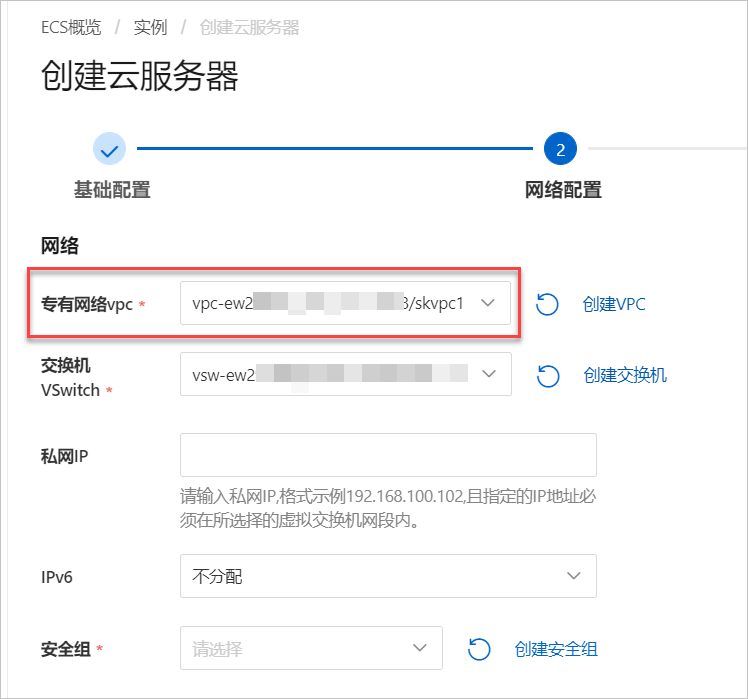 ECS概览 / 实例 / 创建云服务器
创建云服务器
2
基础配置
网络配置
网络
专有网络vpc * vpc-ew2 3/skvpc1 创建VPC
交换机
VSwitch * vsw-ew2 创建交换机
私网IP
请输入私网IP,格式示例192.168.100.102,且指定的IP地址必
须在所选择的虚拟交换机网段内。
IPv6 不分配
安全组 * 请选择 创建安全组